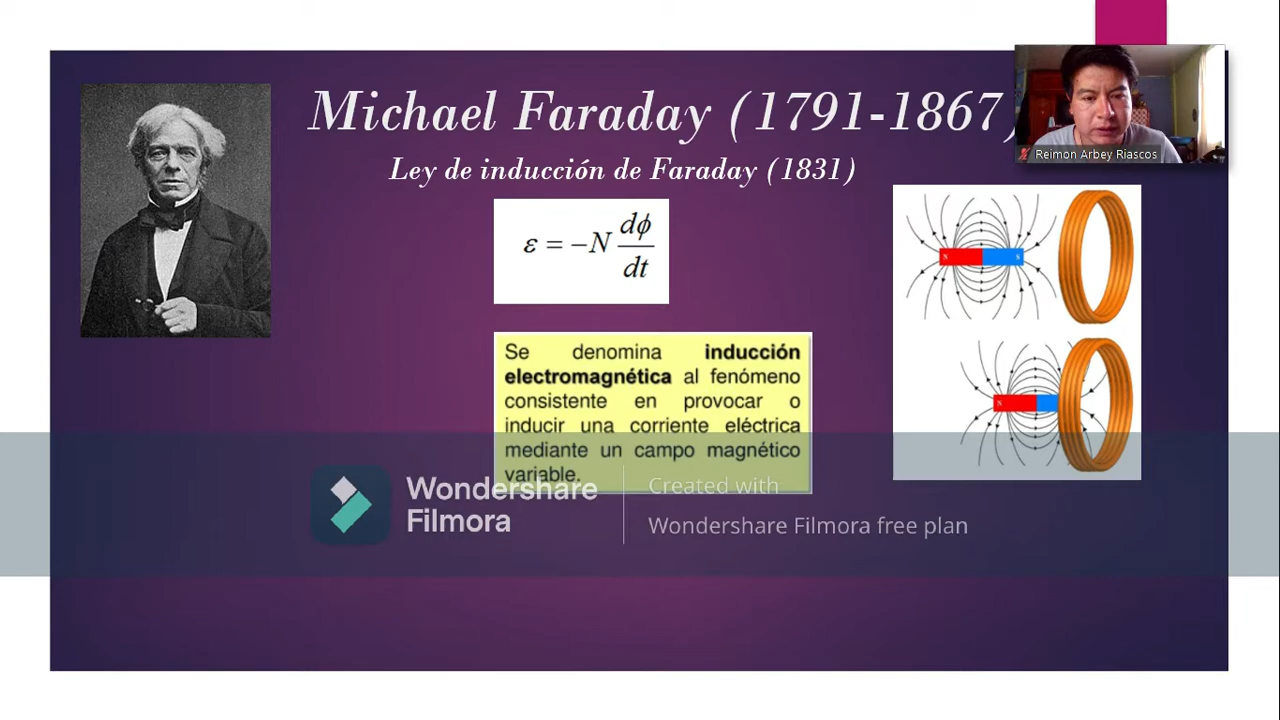 Michael Faraday (1791-1867)
Reimon Arbey Riascos
Ley de inducción de Faraday (1831)
ε = −N dϕ/dt
N S
Se denomina inducción
electromagnética al fenómeno
consistente en provocar o
inducir una corriente eléctrica
mediante un campo magnético
variable.
N
Wondershare
Filmora
Created with
Wondershare Filmora free plan